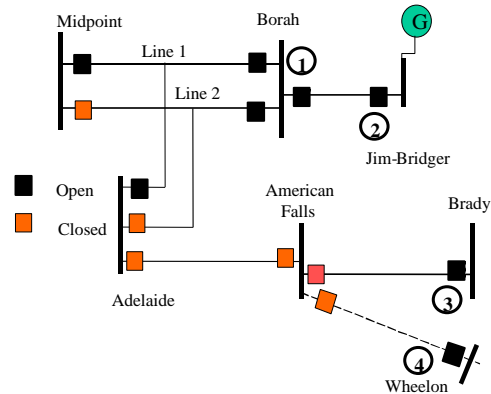 G
Midpoint
Borah
Line 1
1
Line 2
2
Jim-Bridger
Open
American
Falls
Brady
Closed
Adelaide
3
4
Wheelon